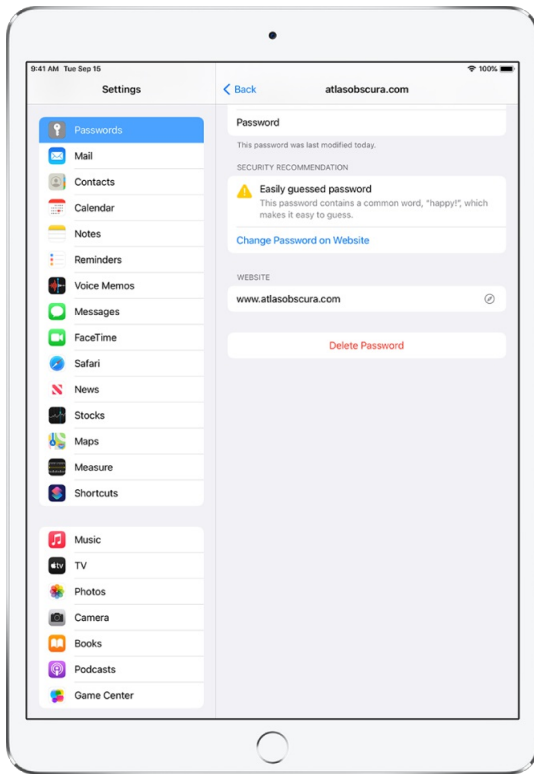 9:41 AM Tue Sep 15
100%
Settings
Passwords
Mail
Contacts
Calendar
Notes
Reminders
Voice Memos
Messages
FaceTime
Safari
News
Stocks
Maps
Measure
Shortcuts
Music
tv
TV
Photos
Camera
Books
Podcasts
Game Center
Back
atlasobscura.com
Password
This password was last modified today.
SECURITY RECOMMENDATION
Easily guessed password
This password contains a common word, “happy!”, which
makes it easy to guess.
Change Password on Website
WEBSITE
www.atlasobscura.com
Delete Password